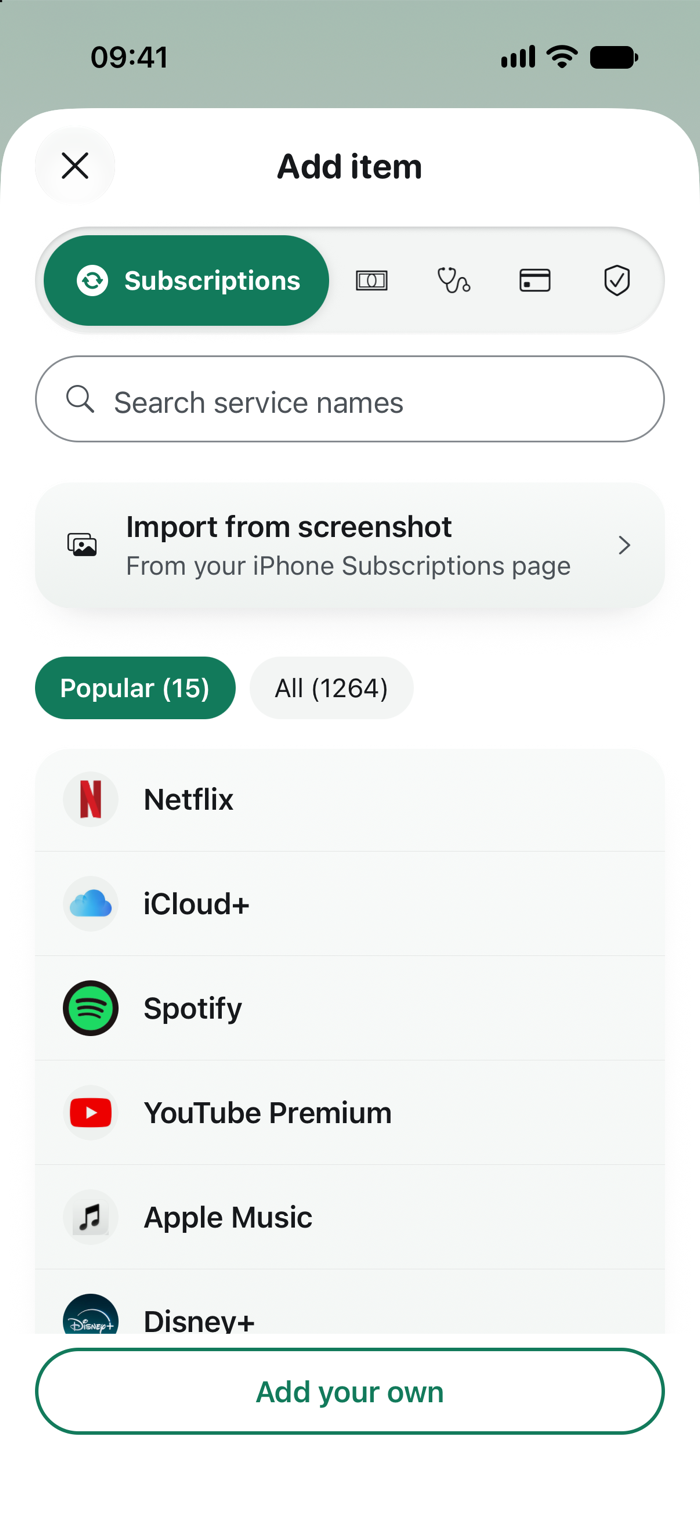 09:41
Add item
Subscriptions
Search service names
Import from screenshot
From your iPhone Subscriptions page
Popular (15)
All (1264)
Netflix
iCloud+
Spotify
YouTube Premium
Apple Music
Disney+
Disney+
Add your own